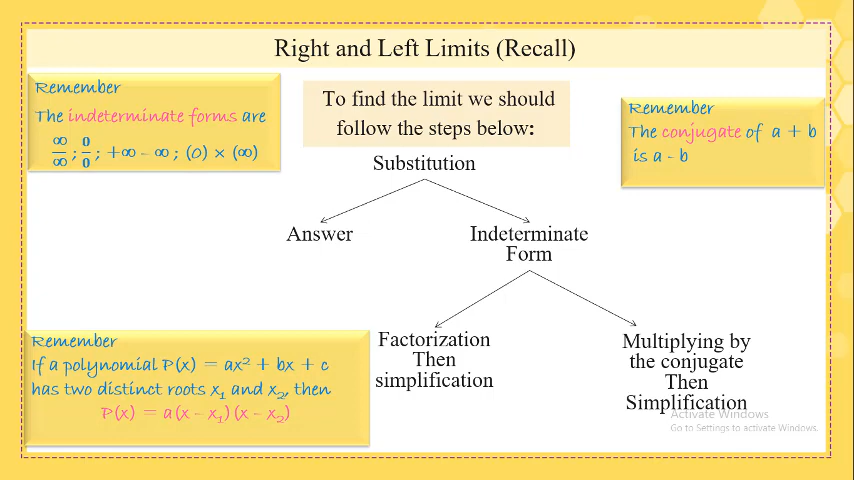 Right and Left Limits (Recall)
Remember
The indeterminate forms are
∞/∞ ; 0/0 ; +∞ – ∞ ; (0) × (∞)
To find the limit we should
follow the steps below:
Remember
The conjugate of a + b
is a - b
Substitution
Answer
Indeterminate
Form
Factorization
Then
simplification
Multiplying by
the conjugate
Then
Simplification
Remember
If a polynomial P(x) = ax² + bx + c
has two distinct roots x₁ and x₂, then
P(x) = a(x – x₁)(x – x₂)
Activate Windows
Go to Settings to activate Windows.